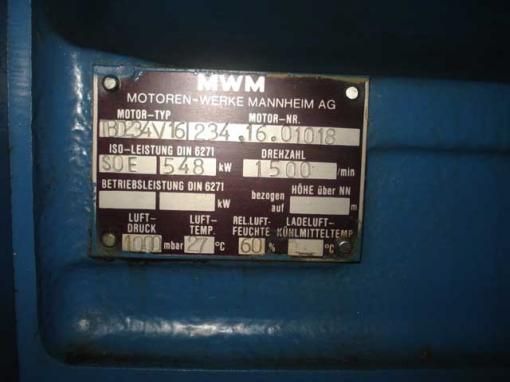 MWM
MOTOREN-WERKE MANNHEIM AG
MOTOR-TYP MOTOR-NR.
TBD234V16 234.16.01018
ISO-LEISTUNG DIN 6271 DREHZAHL
SOE 548 kW 1500 /min
BETRIEBSLEISTUNG DIN 6271 bezogen auf HÖHE über NN
kW m
LUFT-DRUCK LUFT-TEMP. REL.LUFT-FEUCHTE LADELUFT-KÜHLMITTELTEMP
1000 mbar 27 °C 60 % °C